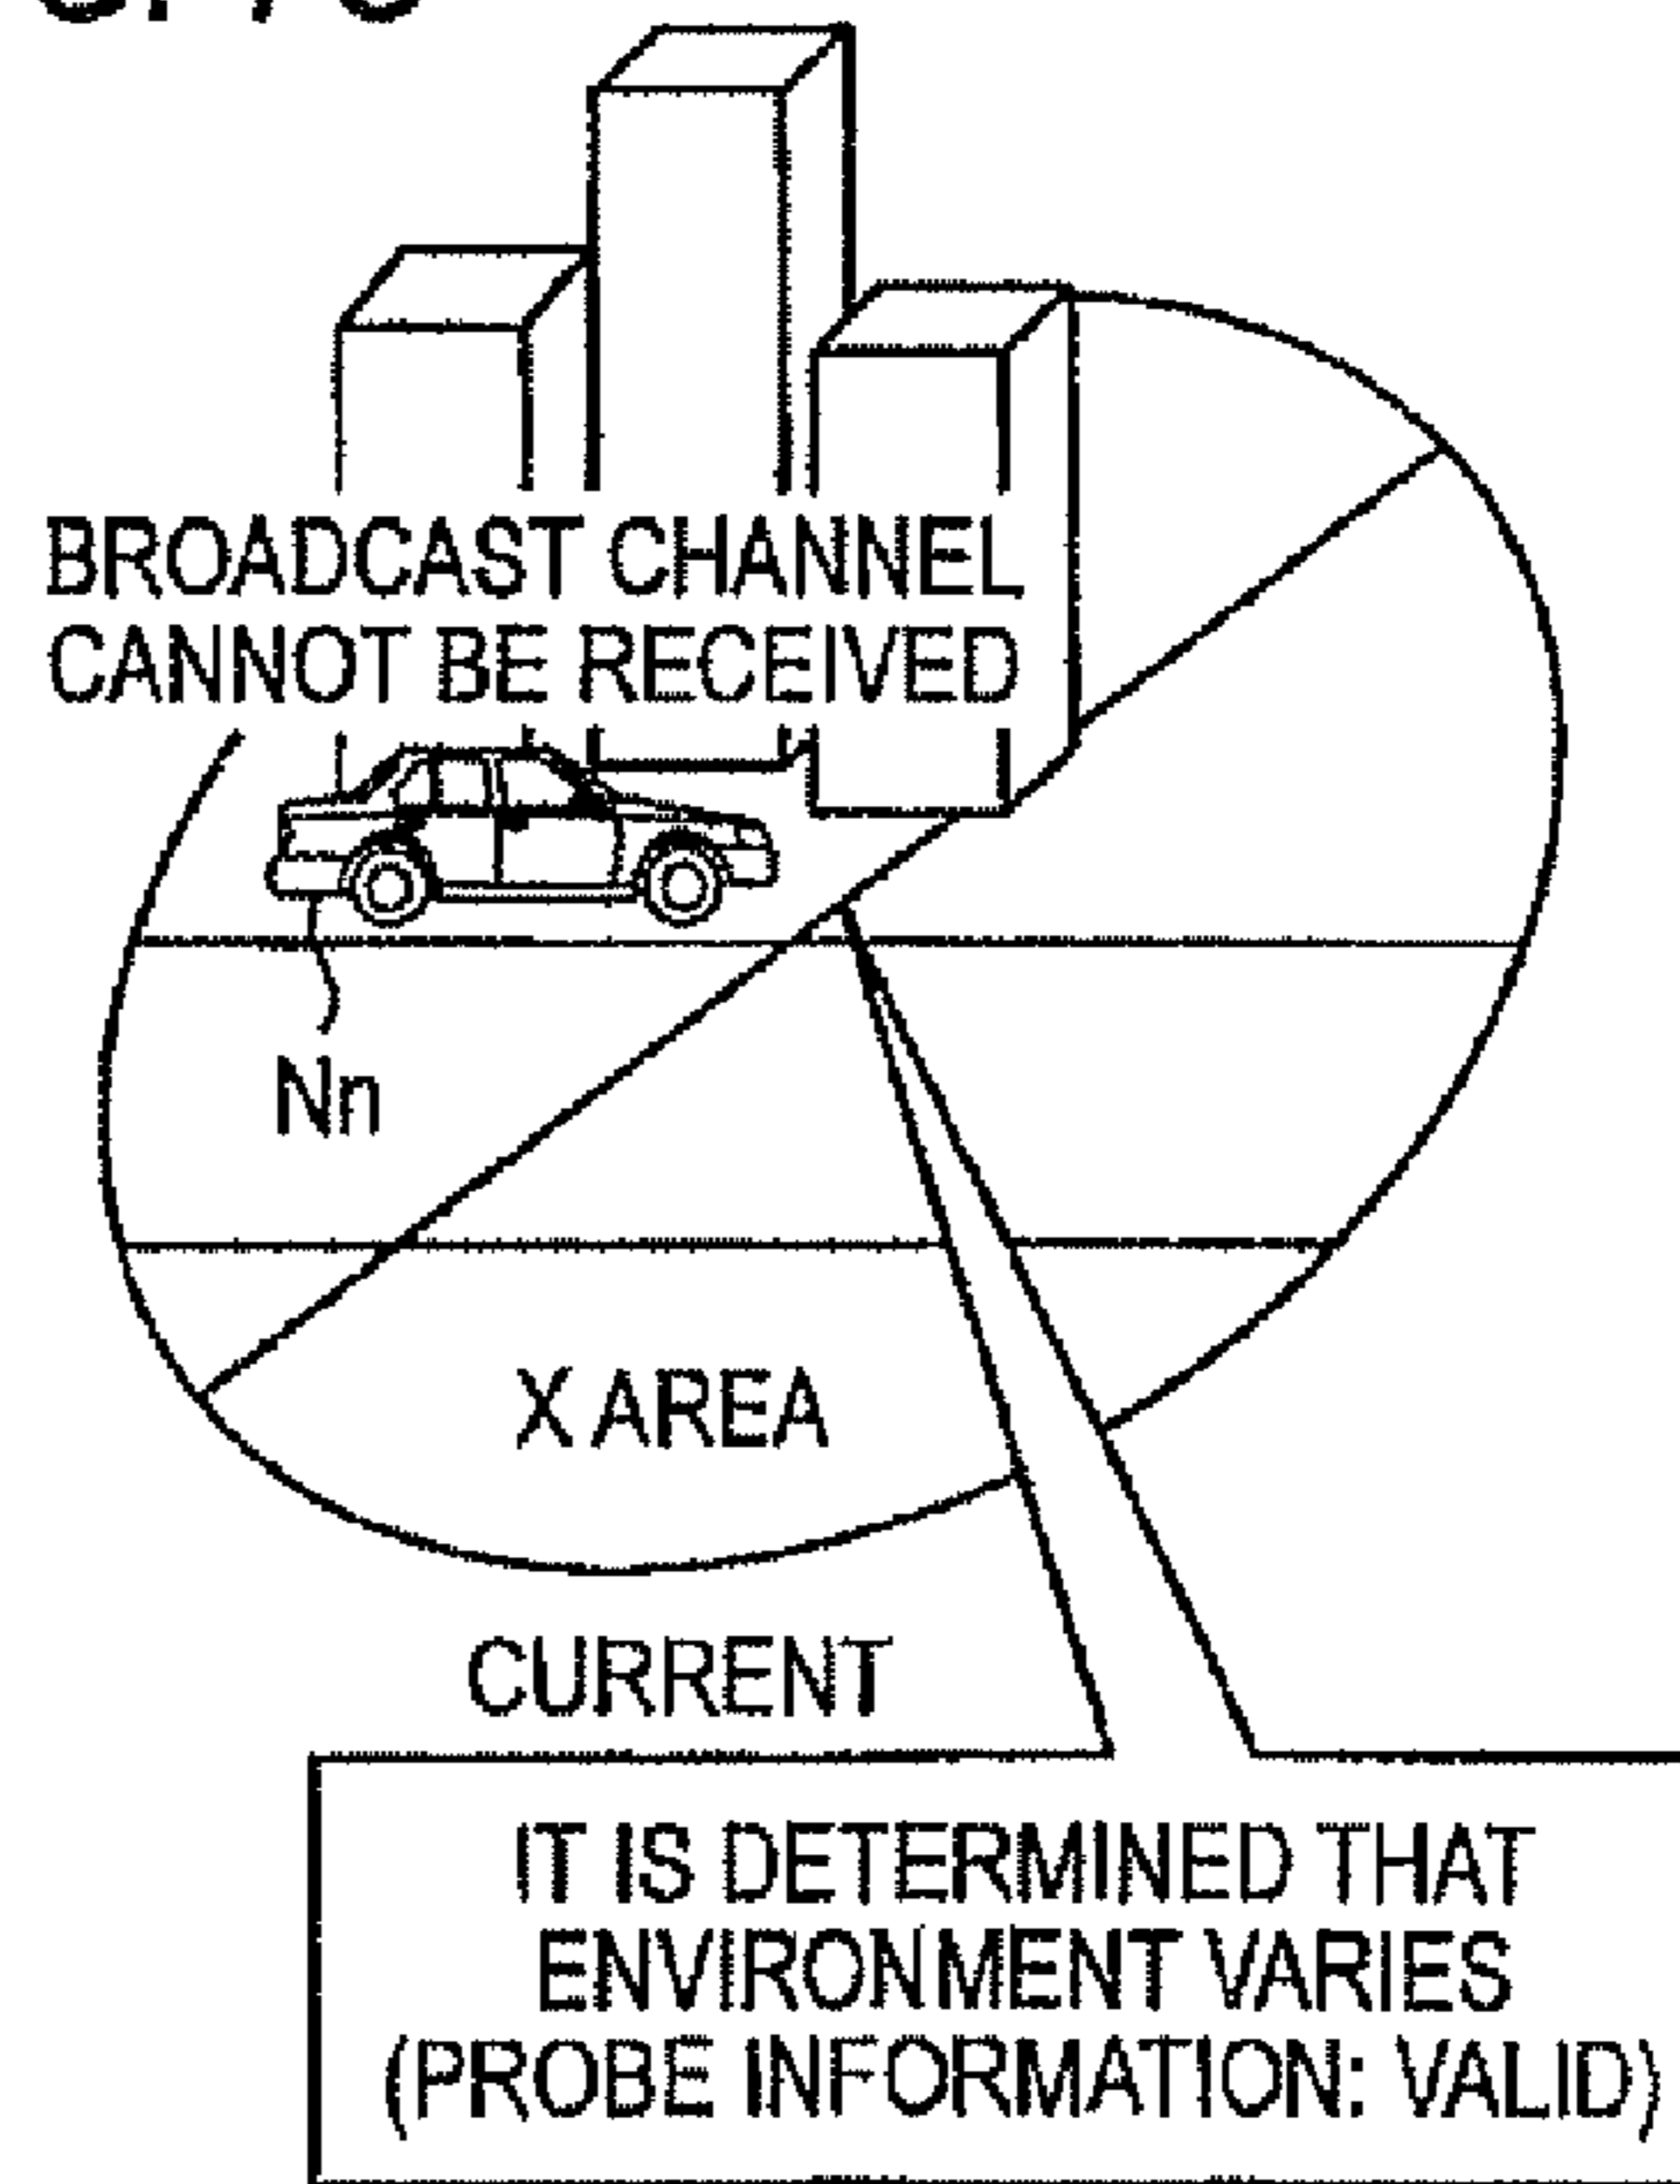 BROADCAST CHANNEL
CANNOT BE RECEIVED
Nn
X AREA
CURRENT
IT IS DETERMINED THAT
ENVIRONMENT VARIES
(PROBE INFORMATION: VALID)